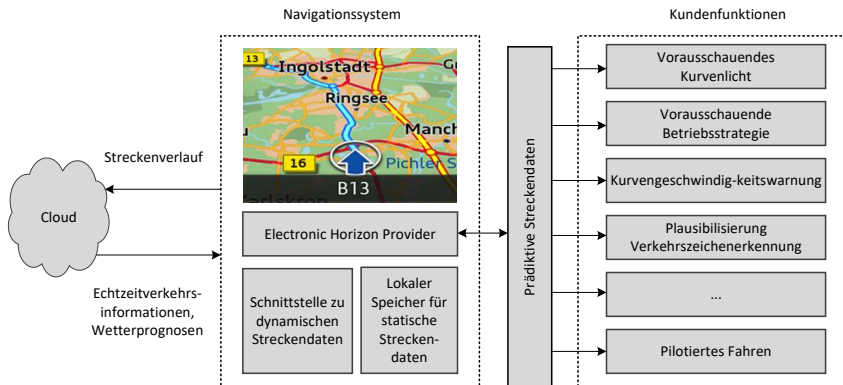 Navigationssystem
Kundenfunktionen
13
Ingolstadt
Ringsee
Manch
16
Pichler S
B13
Karlskron
Streckenverlauf
Cloud
Echtzeitverkehrs-
informationen,
Wetterprognosen
Electronic Horizon Provider
Schnittstelle zu
dynamischen
Streckendaten
Lokaler
Speicher für
statische
Strecken-
daten
Prädiktive Streckendaten
Vorausschauendes
Kurvenlicht
Vorausschauende
Betriebsstrategie
Kurvengeschwindig-keitswarnung
Plausibilisierung
Verkehrszeichenerkennung
...
Pilotiertes Fahren